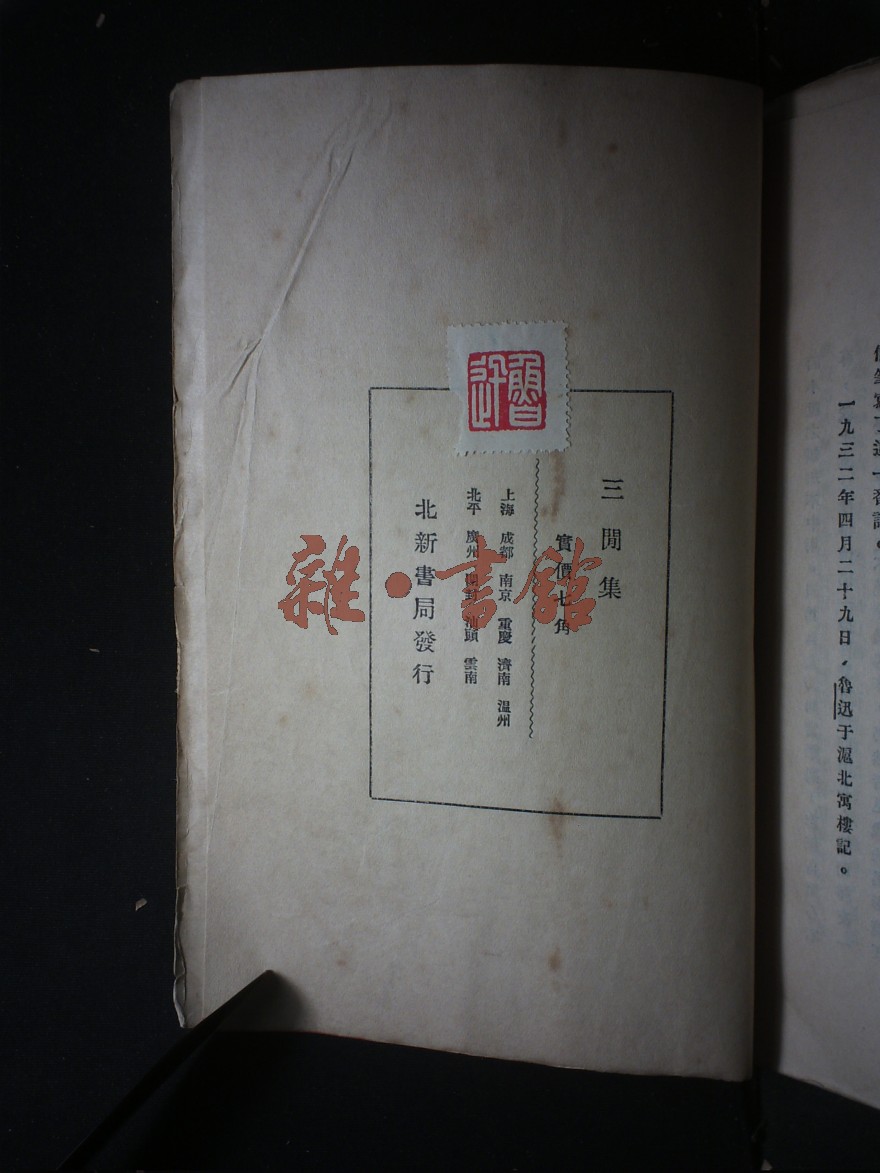 一九三二年四月二十九日，魯迅于滬北寓樓記。
魯迅
三閒集
實價七角
上海 成都 南京 重慶 濟南 溫州
北平 廣州 開封 汕頭 雲南
北新書局發行
雜·書館